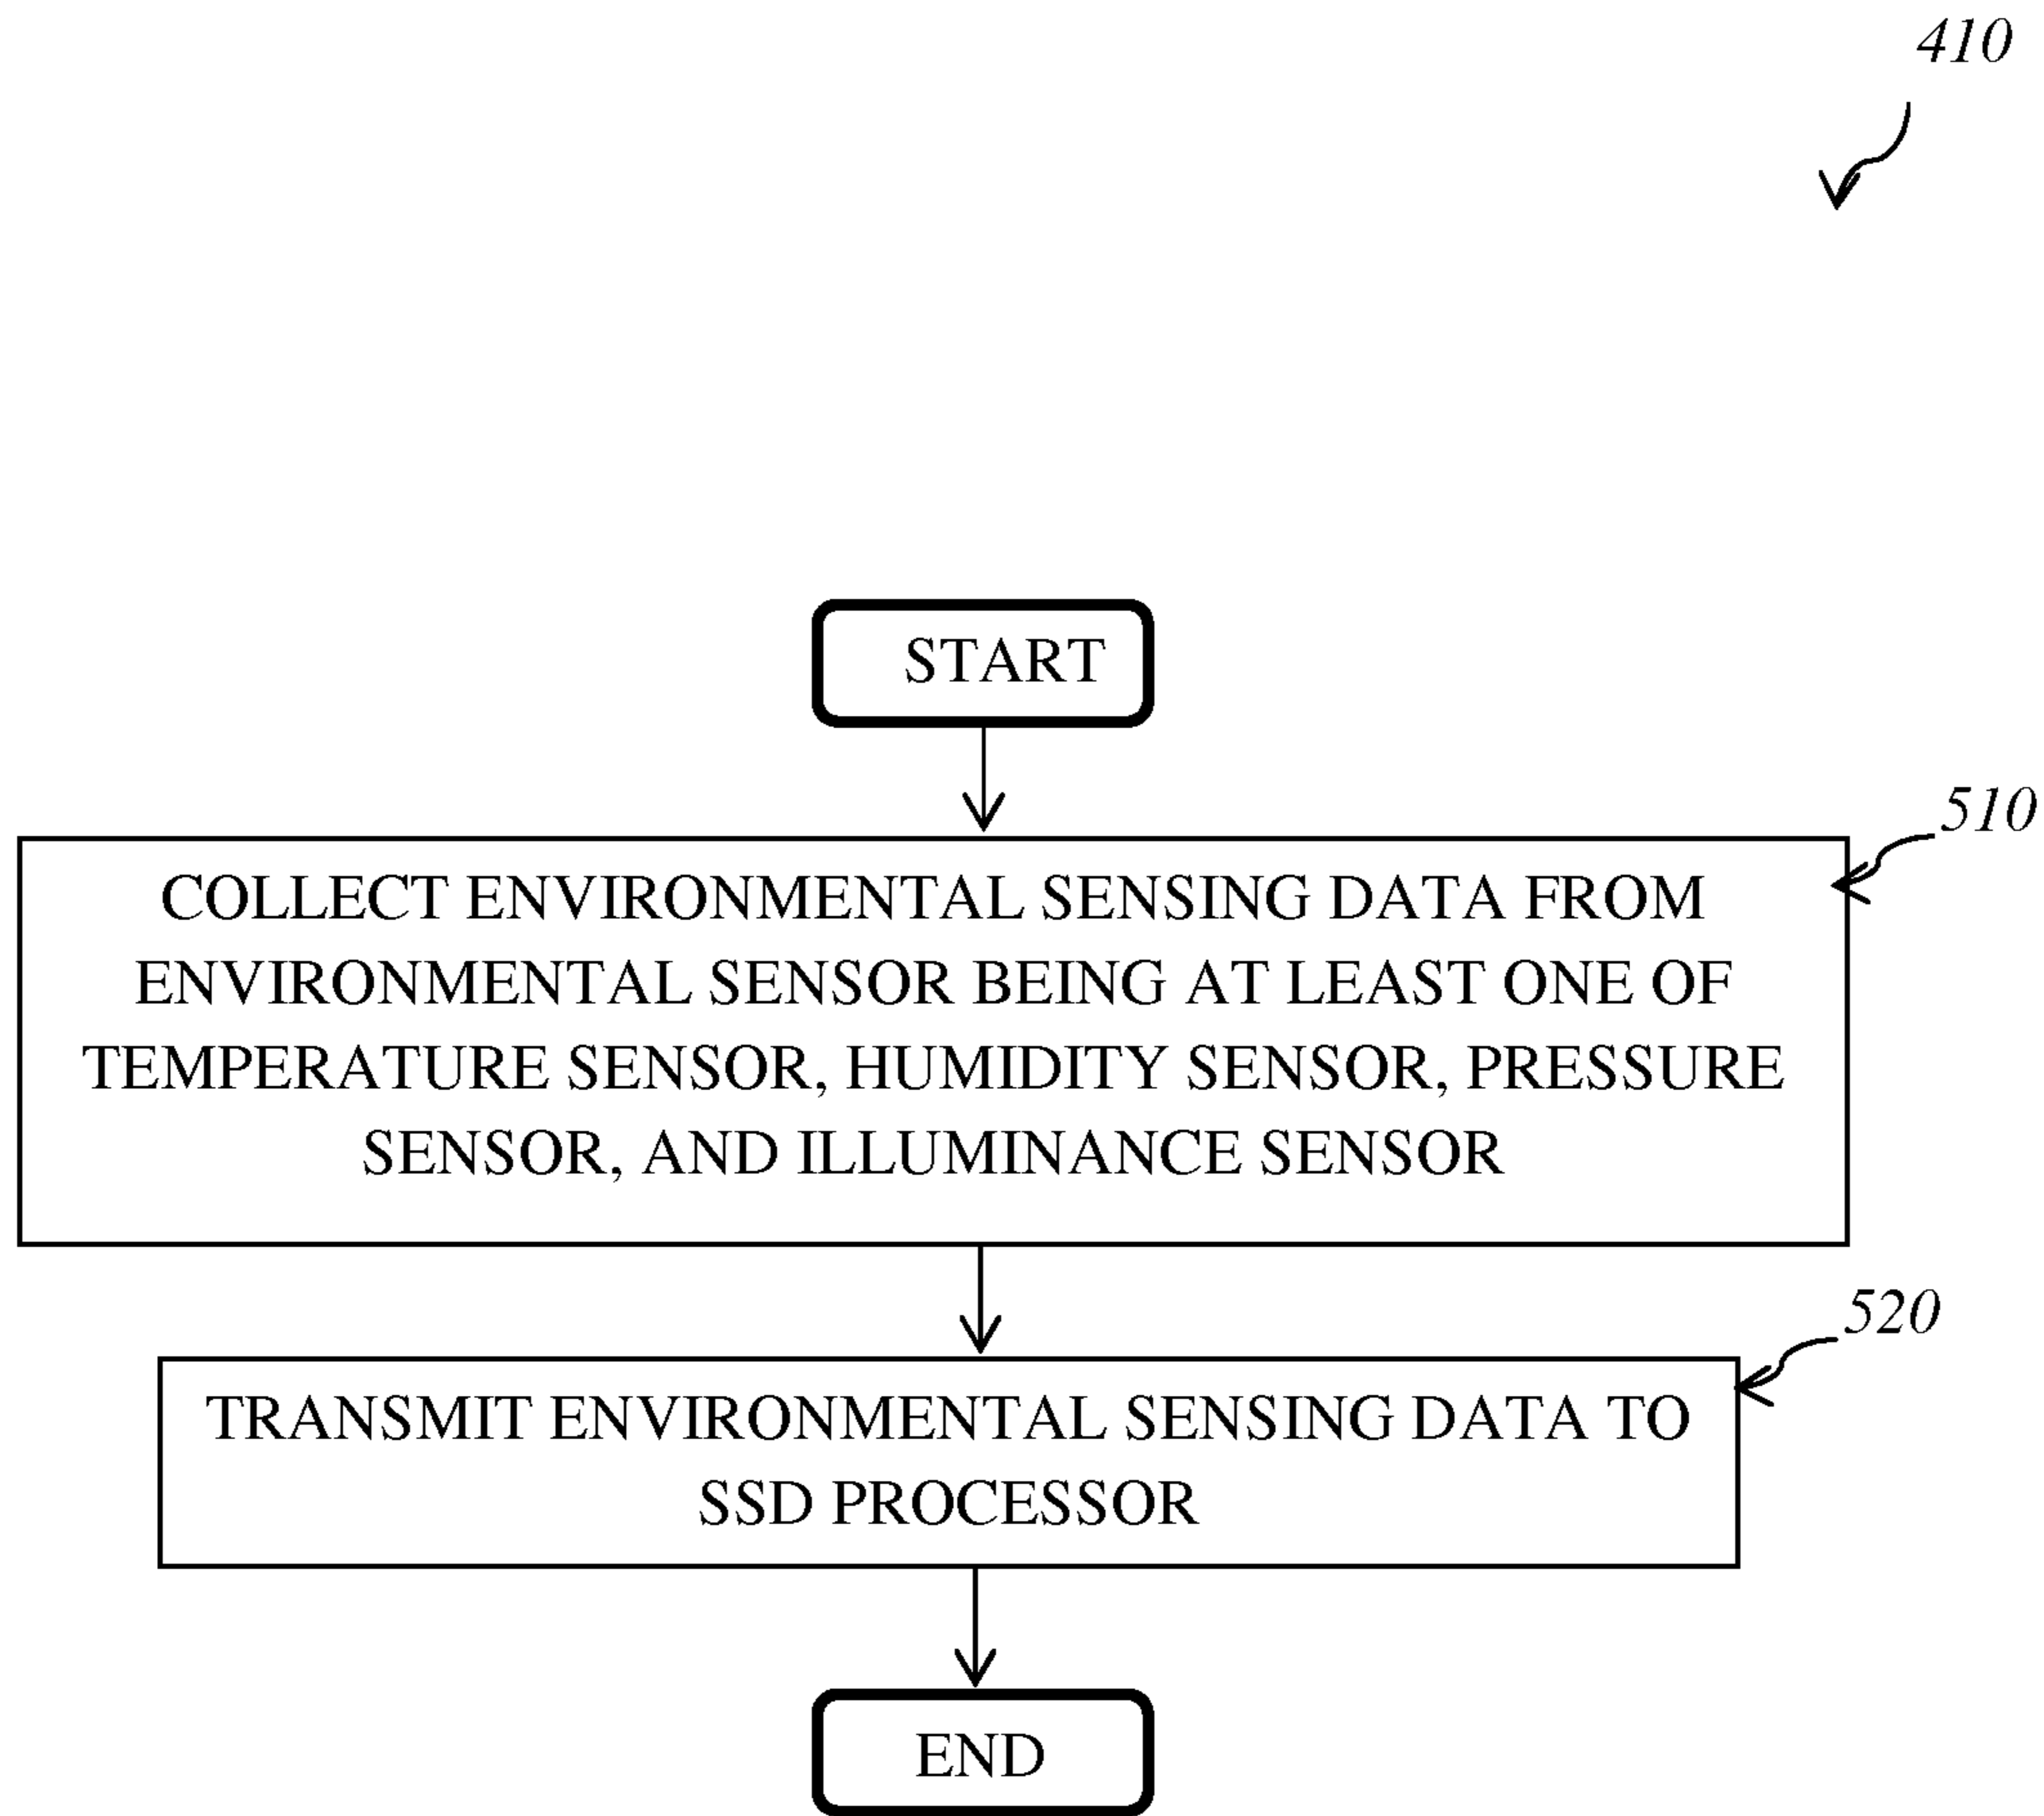 410
START
510
COLLECT ENVIRONMENTAL SENSING DATA FROM
ENVIRONMENTAL SENSOR BEING AT LEAST ONE OF
TEMPERATURE SENSOR, HUMIDITY SENSOR, PRESSURE
SENSOR, AND ILLUMINANCE SENSOR
520
TRANSMIT ENVIRONMENTAL SENSING DATA TO
SSD PROCESSOR
END